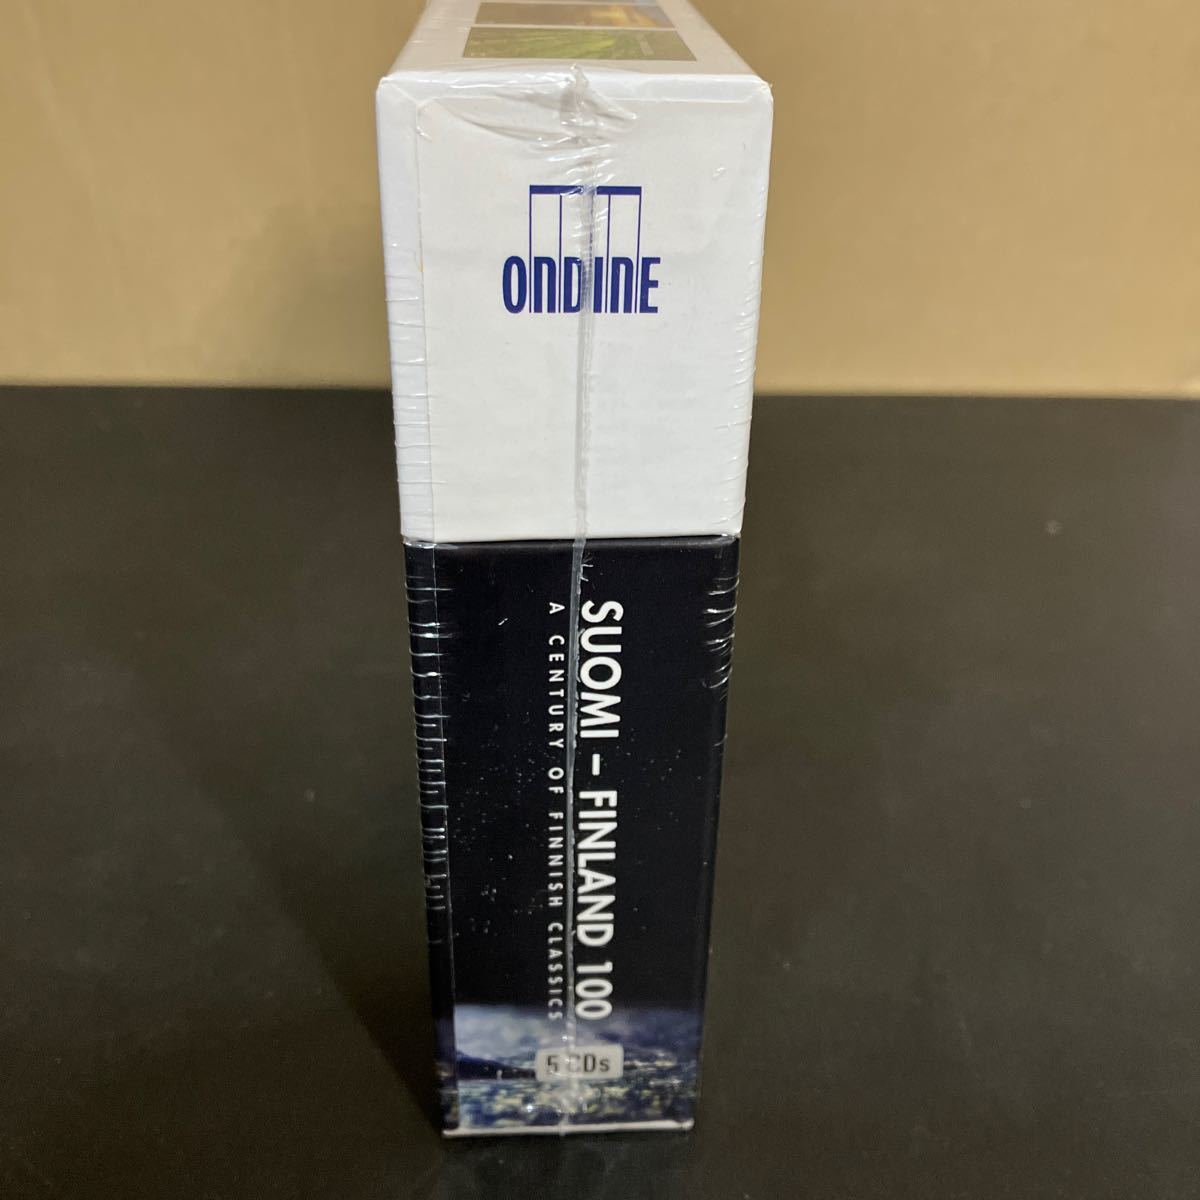 ONDINE
SUOMI – FINLAND 100
A CENTURY OF FINNISH CLASSICS
5 CDs